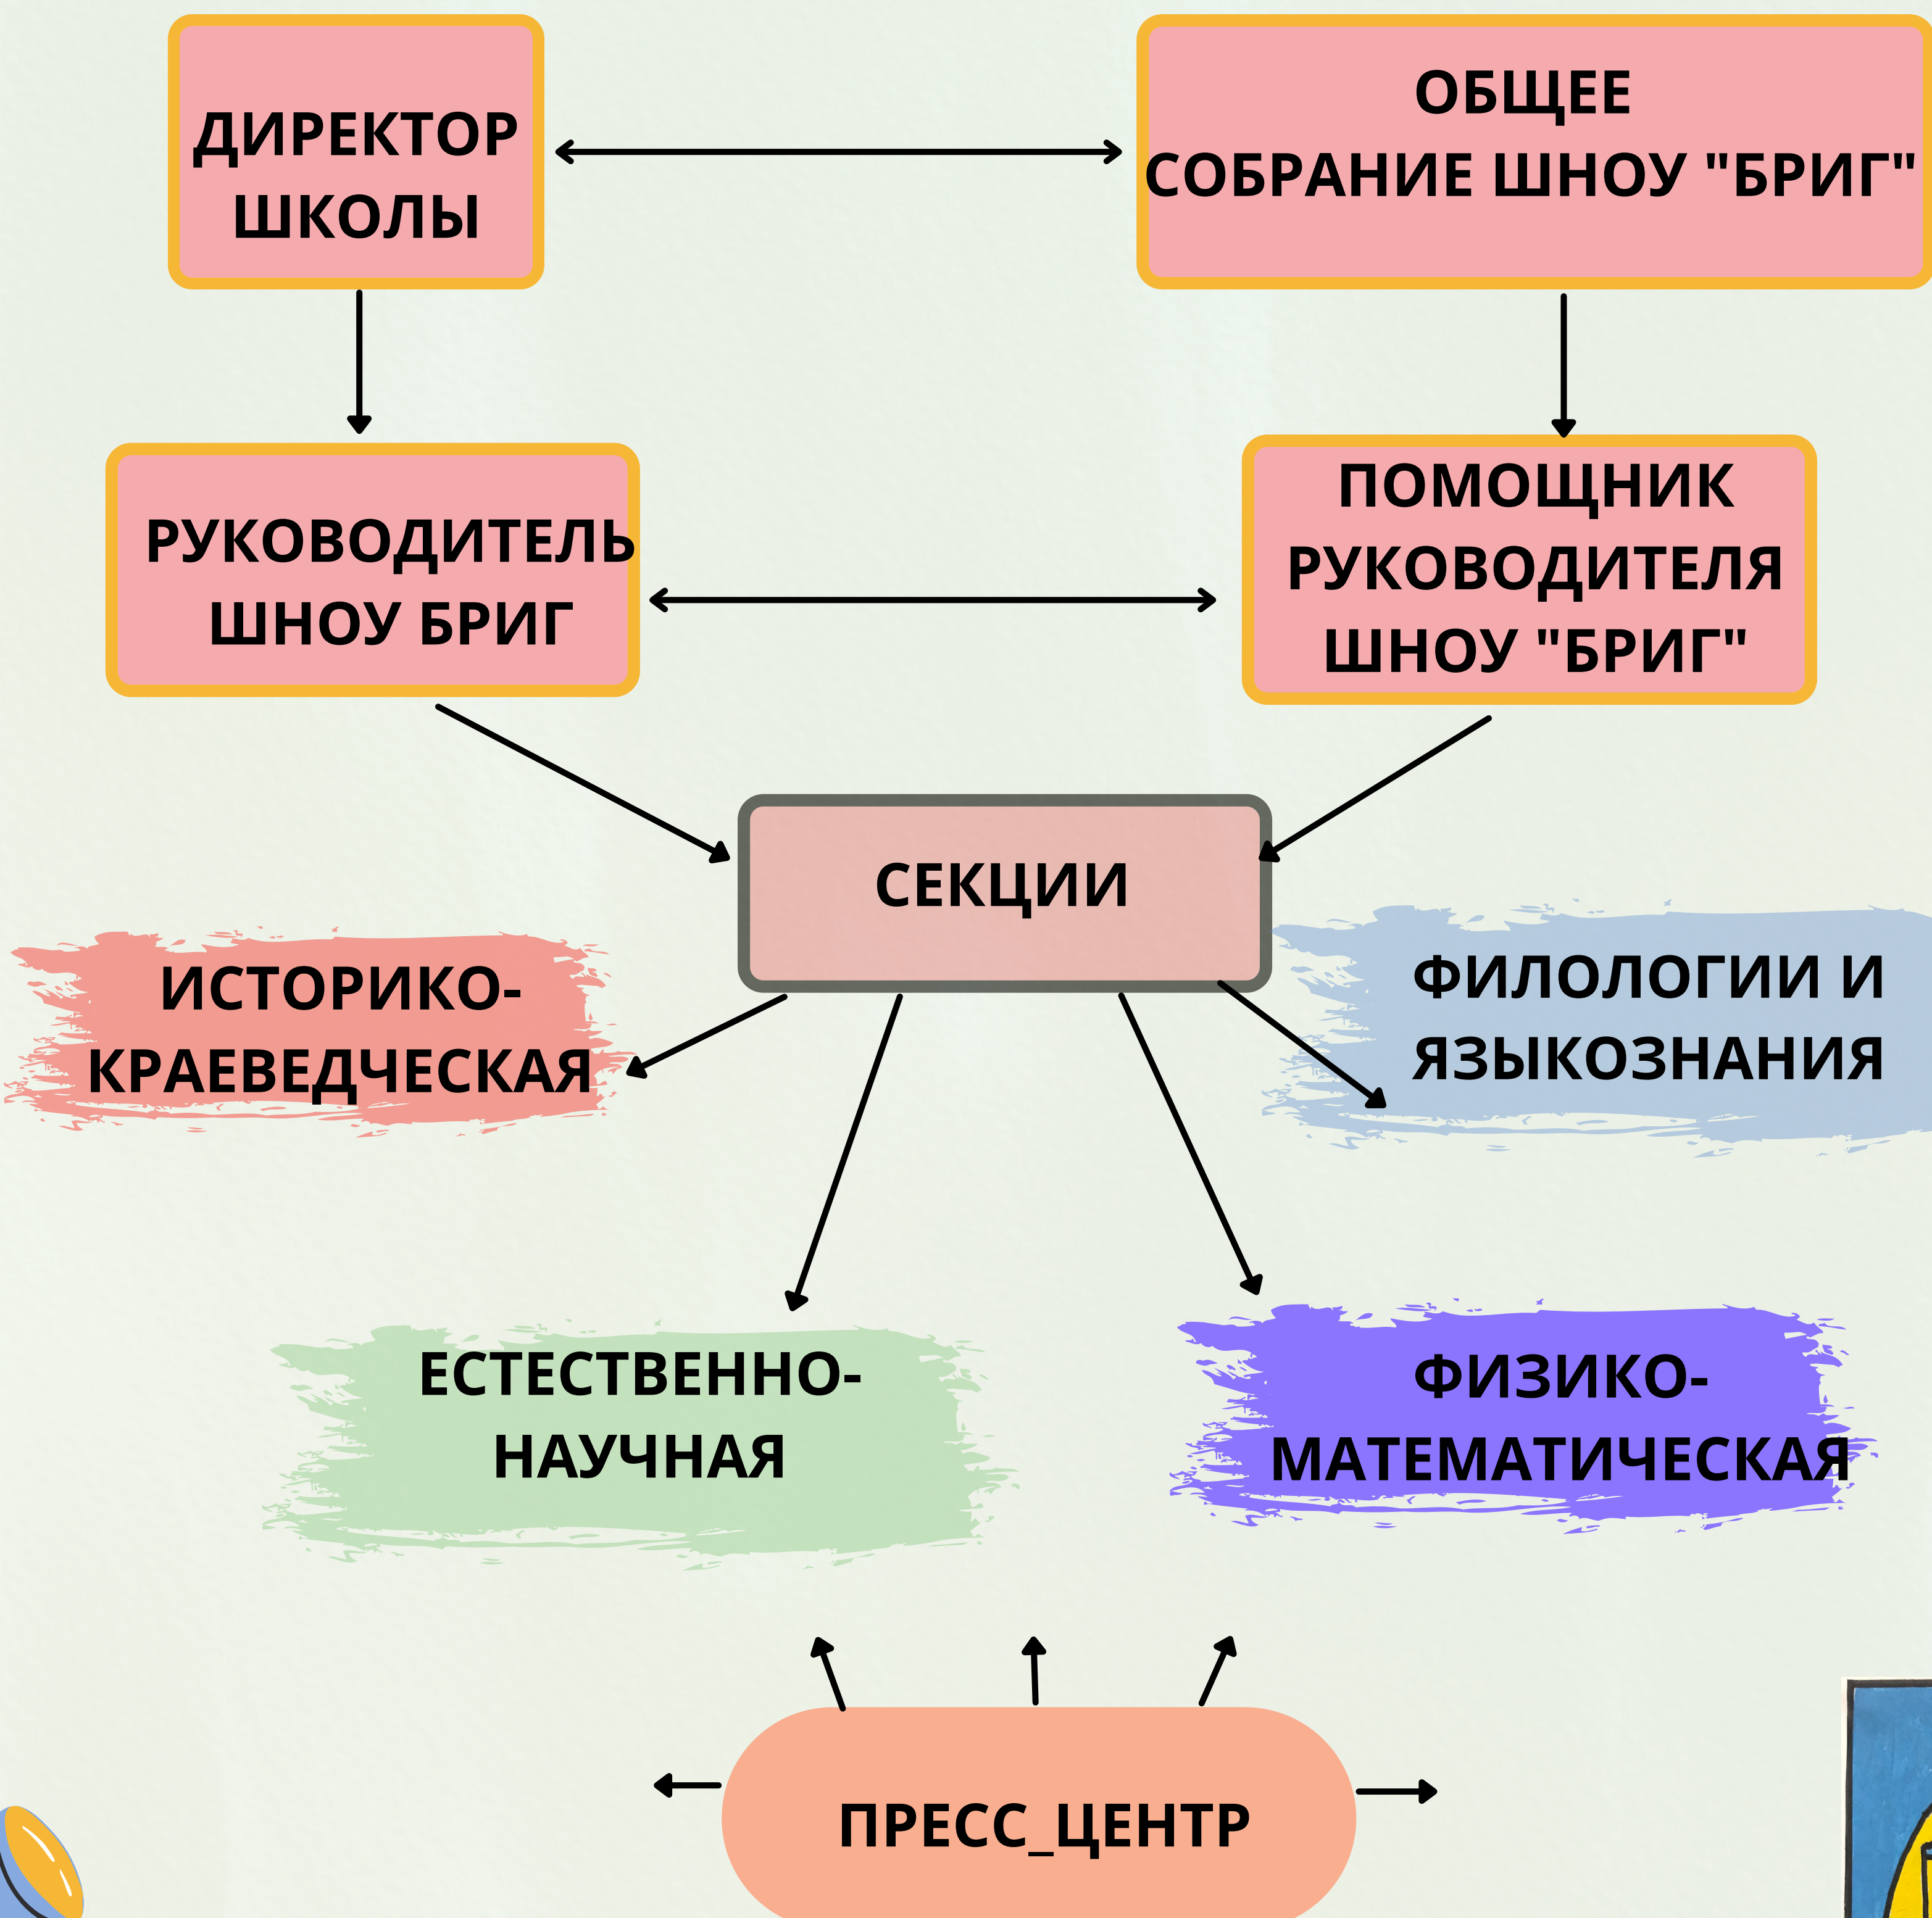 ДИРЕКТОР
ШКОЛЫ
ОБЩЕЕ
СОБРАНИЕ ШНОУ "БРИГ"
РУКОВОДИТЕЛЬ
ШНОУ БРИГ
ПОМОЩНИК
РУКОВОДИТЕЛЯ
ШНОУ "БРИГ"
СЕКЦИИ
ИСТОРИКО-
КРАЕВЕДЧЕСКАЯ
ФИЛОЛОГИИ И
ЯЗЫКОЗНАНИЯ
ЕСТЕСТВЕННО-
НАУЧНАЯ
ФИЗИКО-
МАТЕМАТИЧЕСКАЯ
ПРЕСС_ЦЕНТР